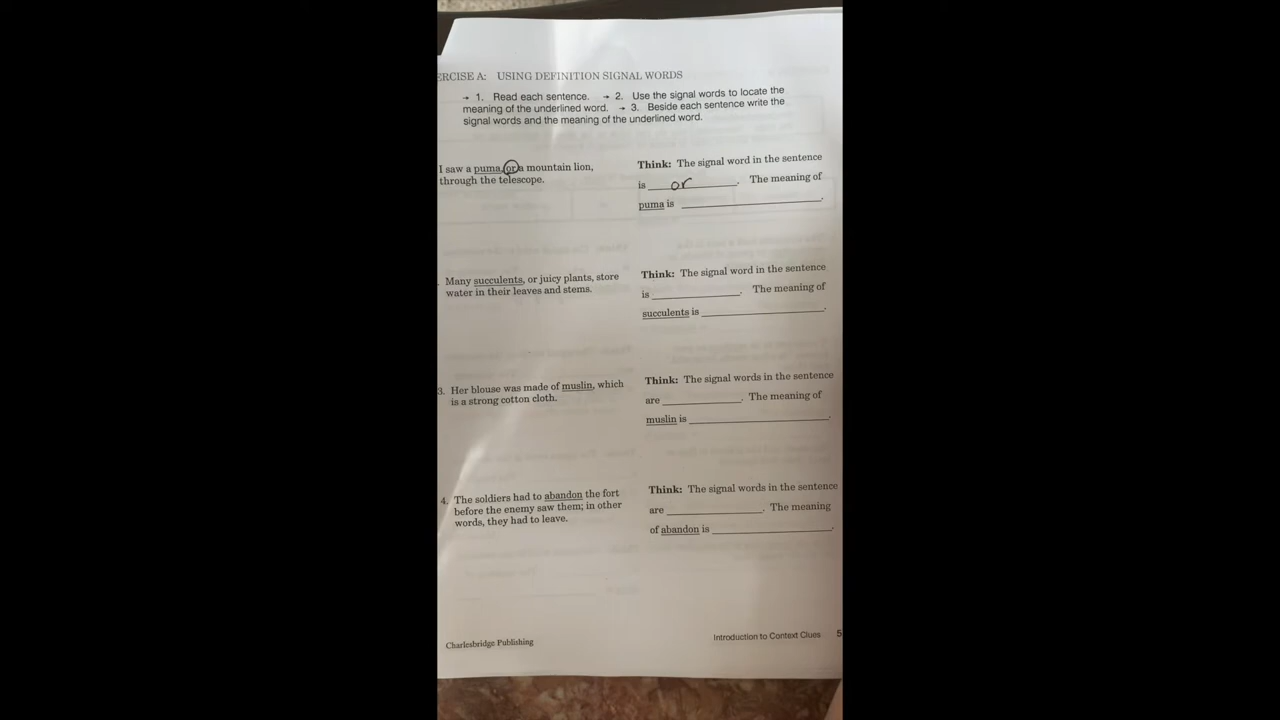 ERCISE A: USING DEFINITION SIGNAL WORDS
→ 1. Read each sentence. → 2. Use the signal words to locate the
meaning of the underlined word. → 3. Beside each sentence write the
signal words and the meaning of the underlined word.
I saw a puma, or a mountain lion,
through the telescope.
Think: The signal word in the sentence
is or. The meaning of
puma is ____.
Many succulents, or juicy plants, store
water in their leaves and stems.
Think: The signal word in the sentence
is ____. The meaning of
succulents is ____.
3. Her blouse was made of muslin, which
is a strong cotton cloth.
Think: The signal words in the sentence
are ____. The meaning of
muslin is ____.
4. The soldiers had to abandon the fort
before the enemy saw them; in other
words, they had to leave.
Think: The signal words in the sentence
are ____. The meaning
of abandon is ____.
Charlesbridge Publishing
Introduction to Context Clues 5